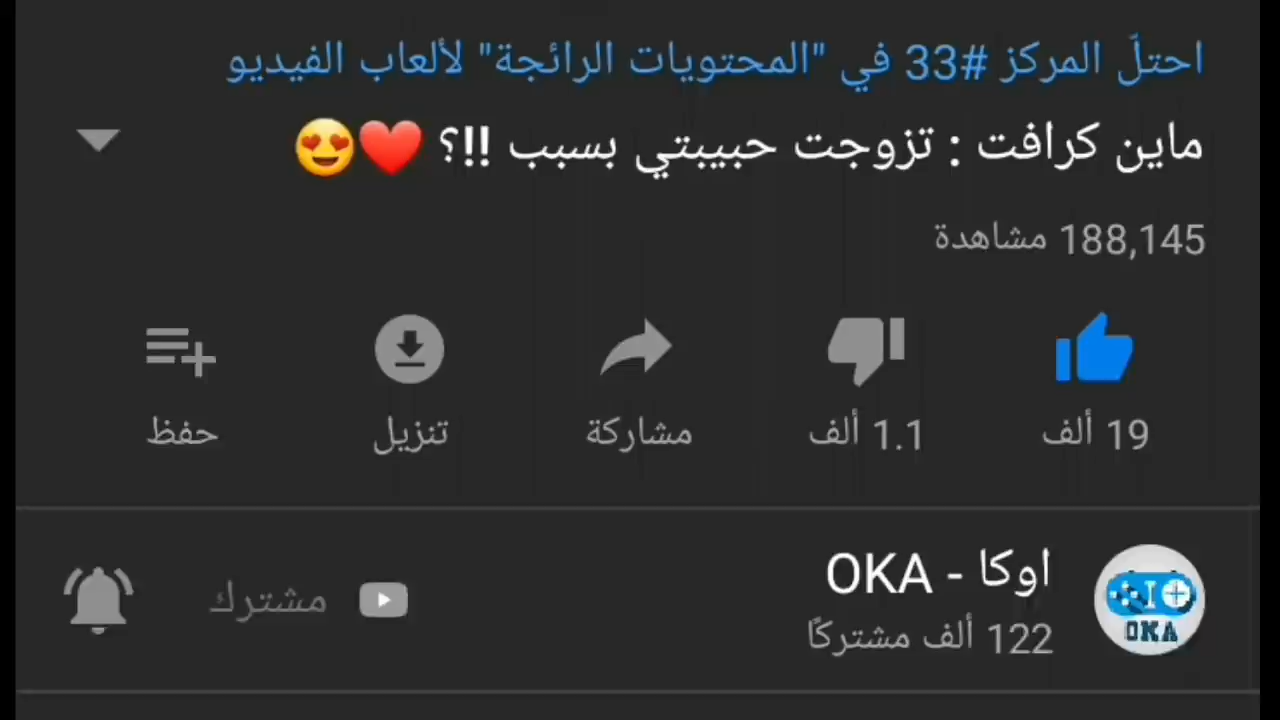 احتلّ المركز #33 في "المحتويات الرائجة" لألعاب الفيديو
ماين كرافت : تزوجت حبيبتي بسبب !!؟ ❤️😍
188,145 مشاهدة
19 ألف
1.1 ألف
مشاركة
تنزيل
حفظ
اوكا - OKA
122 ألف مشتركًا
مشترك
OKA